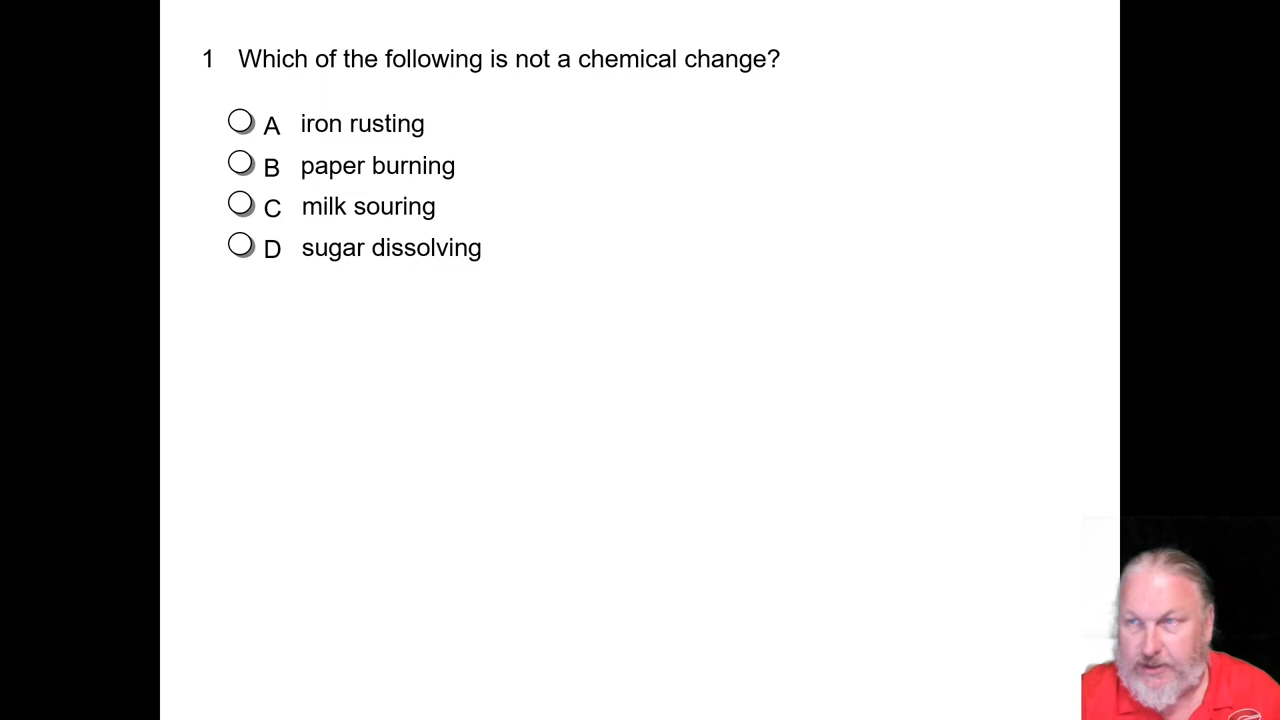 1 Which of the following is not a chemical change?
A iron rusting
B paper burning
C milk souring
D sugar dissolving